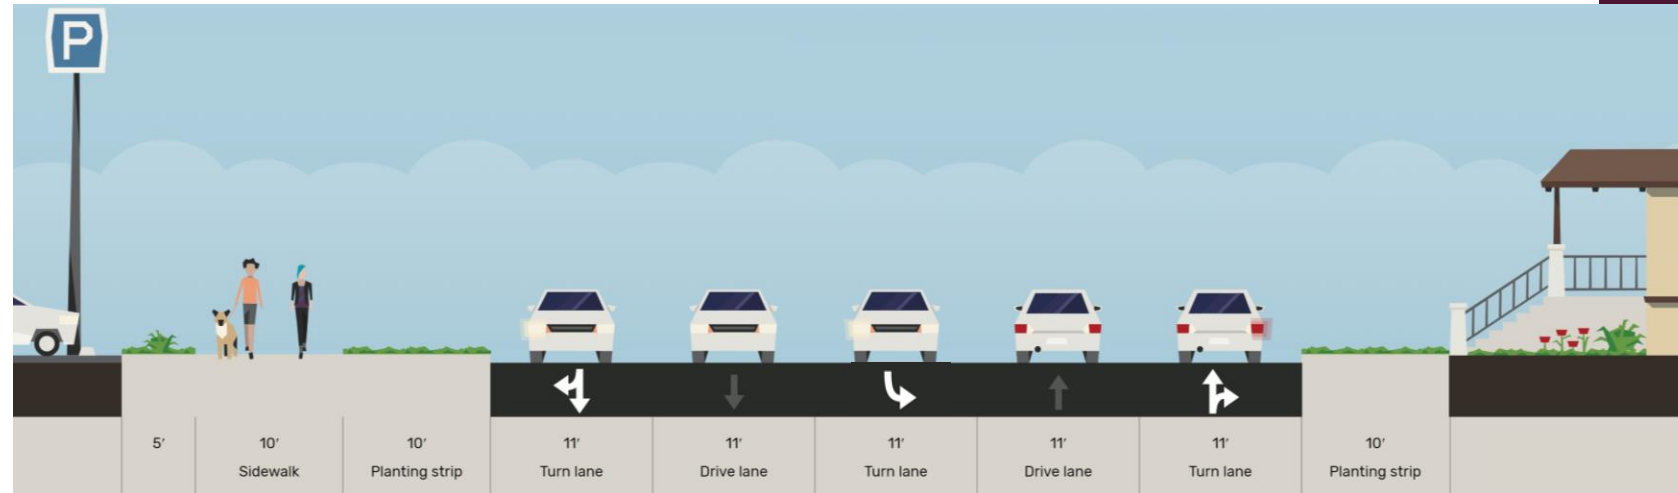 P
5′ 10′ 10′ 11′ 11′ 11′ 11′ 11′ 10′
Sidewalk Planting strip Turn lane Drive lane Turn lane Drive lane Turn lane Planting strip